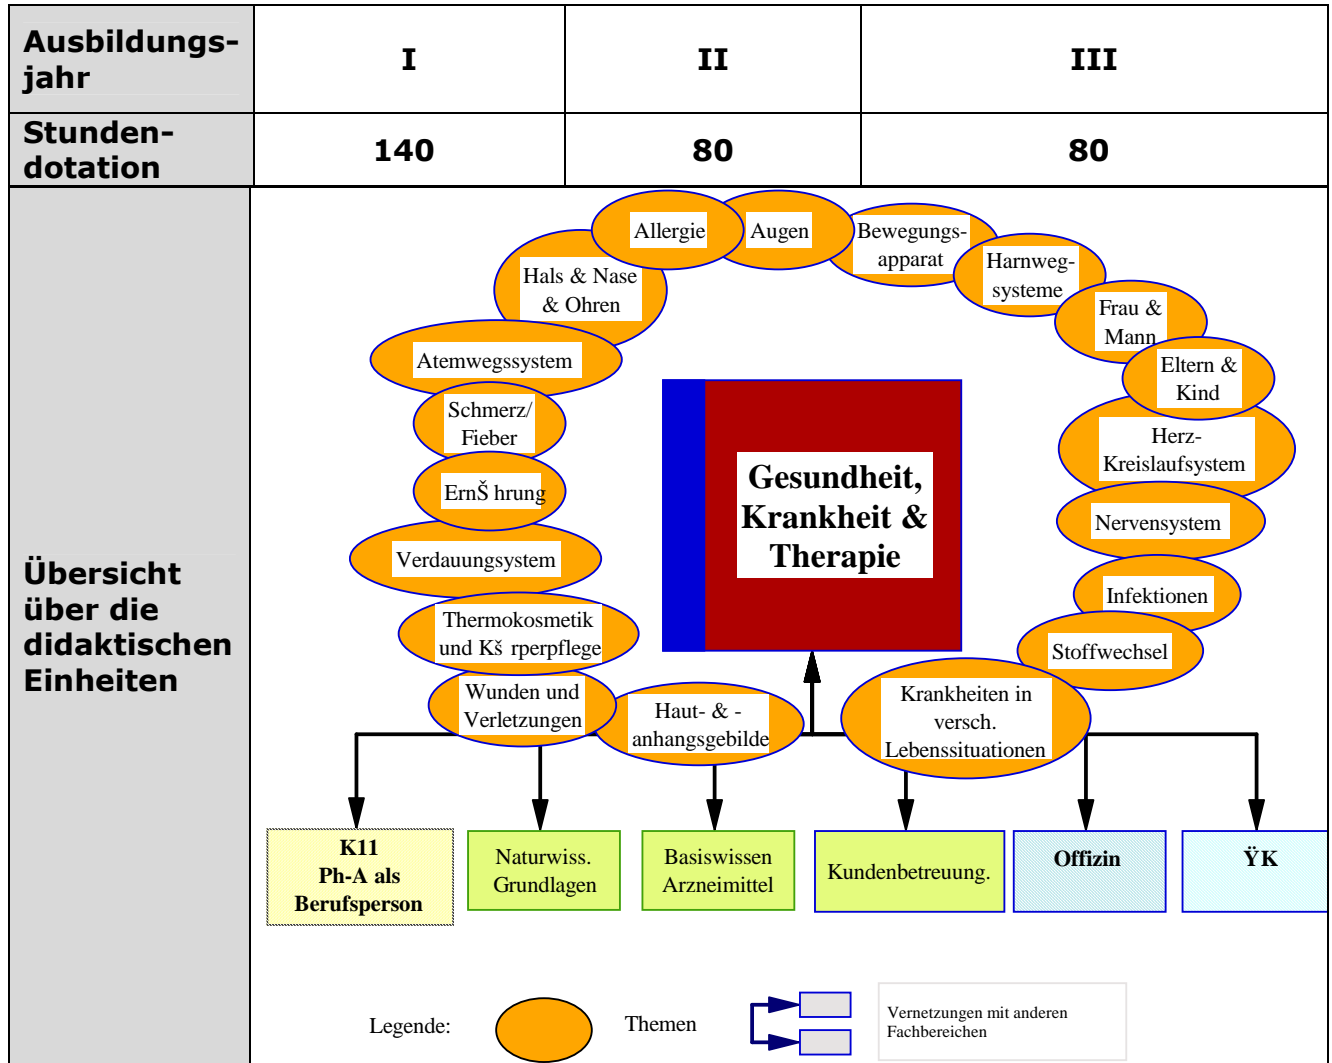 Ausbildungs-
jahr
I
II
III
Stunden-
dotation
140
80
80
Übersicht
über die
didaktischen
Einheiten
Allergie
Augen
Bewegungs-
apparat
Harnweg-
systeme
Frau &
Mann
Eltern &
Kind
Herz-
Kreislaufsystem
Nervensystem
Infektionen
Stoffwechsel
Krankheiten in
versch.
Lebenssituationen
Hals & Nase
& Ohren
Atemwegssystem
Schmerz/
Fieber
ErnŠ hrung
Verdauungsystem
Thermokosmetik
und Kš rperpflege
Wunden und
Verletzungen
Haut- & -
anhangsgebilde
Gesundheit,
Krankheit &
Therapie
K11
Ph-A als
Berufsperson
Naturwiss.
Grundlagen
Basiswissen
Arzneimittel
Kundenbetreuung.
Offizin
ŸK
Legende:
Themen
Vernetzungen mit anderen
Fachbereichen